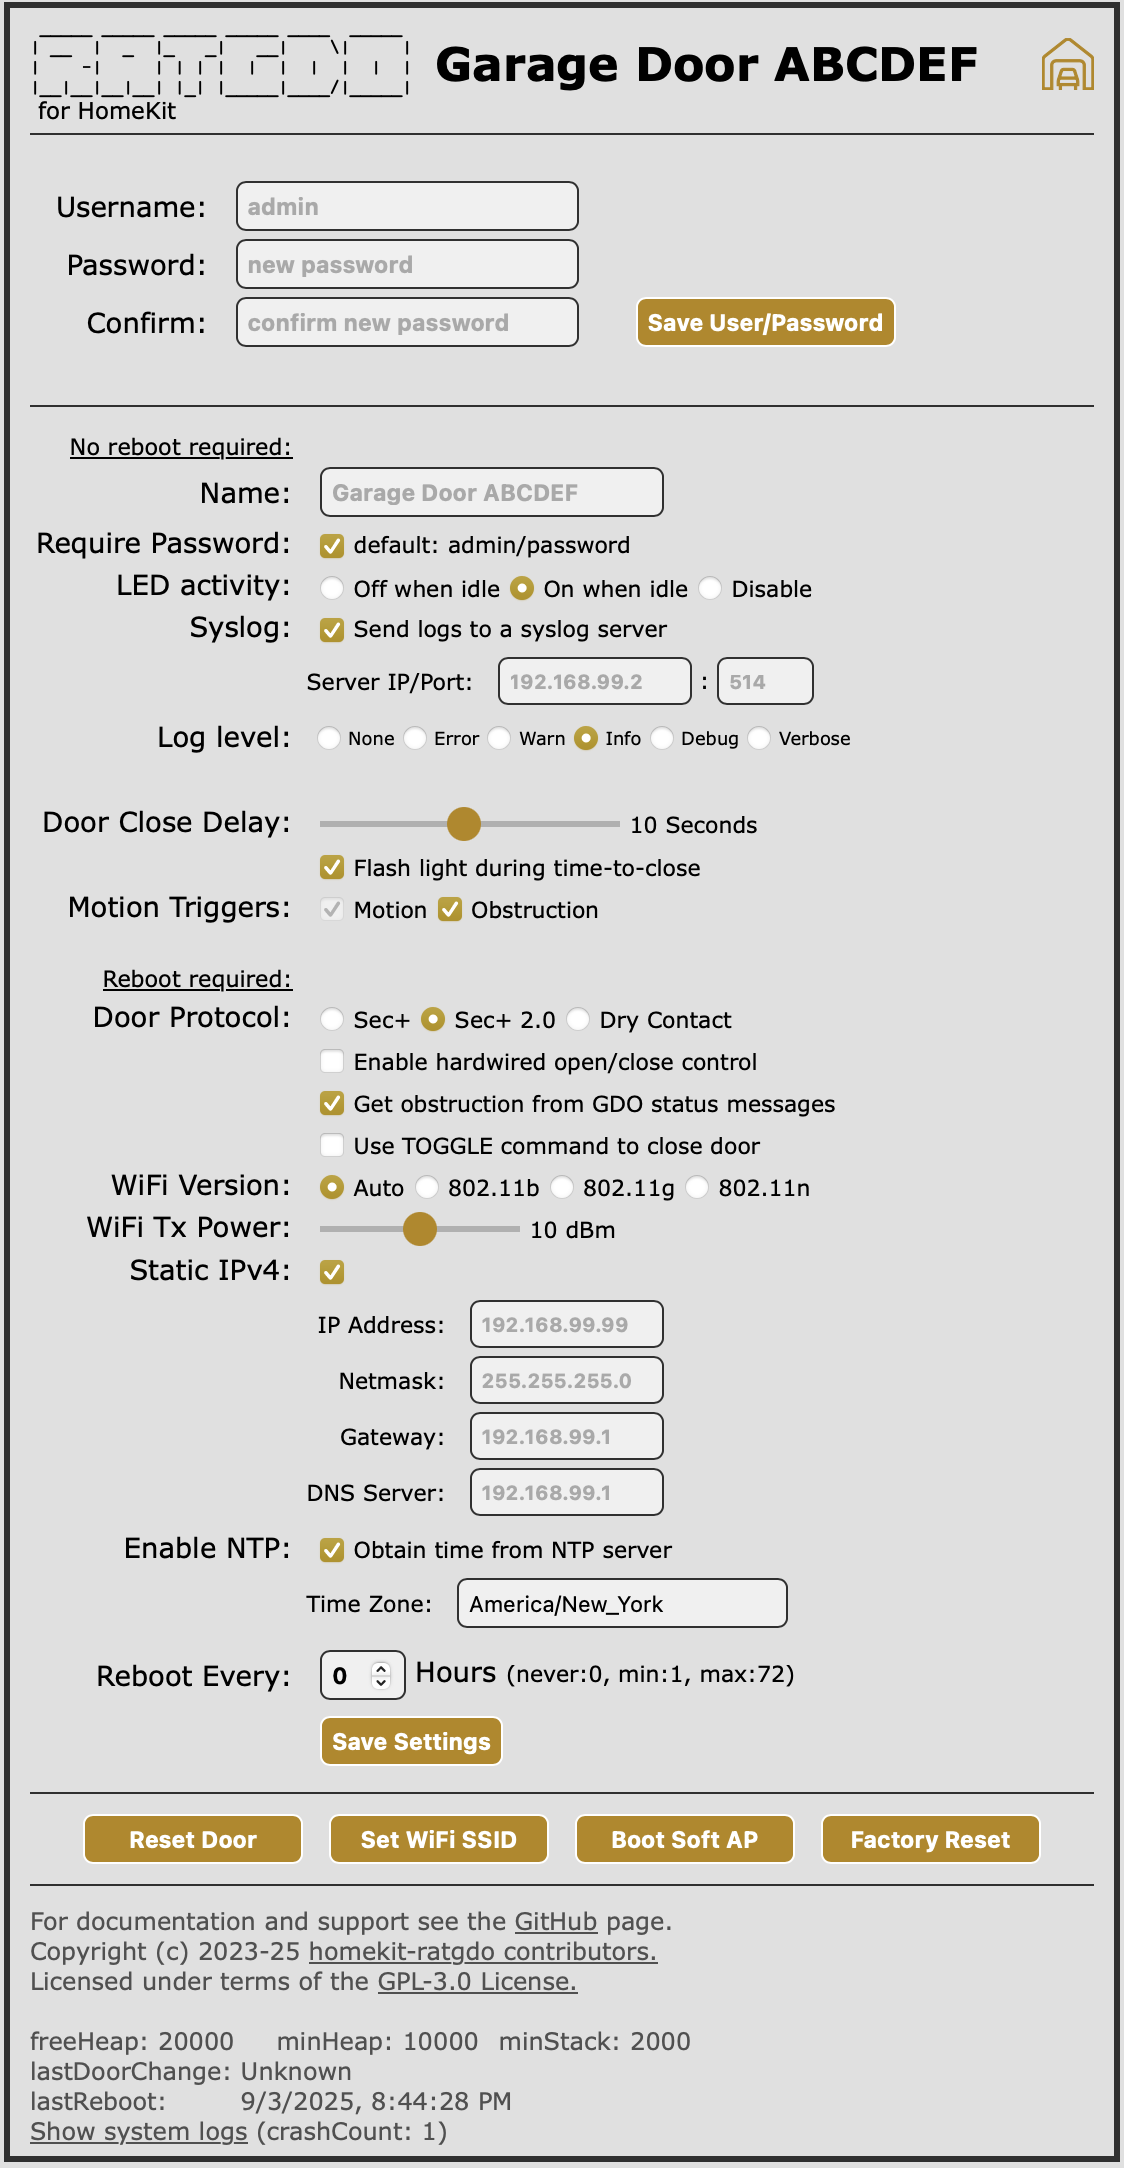 RATGDO Garage Door ABCDEF
for HomeKit
Username: admin
Password: new password
Confirm: confirm new password Save User/Password
No reboot required:
Name: Garage Door ABCDEF
Require Password: default: admin/password
LED activity: Off when idle On when idle Disable
Syslog: Send logs to a syslog server
Server IP/Port: 192.168.99.2 : 514
Log level: None Error Warn Info Debug Verbose
Door Close Delay: 10 Seconds
Flash light during time-to-close
Motion Triggers: Motion Obstruction
Reboot required:
Door Protocol: Sec+ Sec+ 2.0 Dry Contact
Enable hardwired open/close control
Get obstruction from GDO status messages
Use TOGGLE command to close door
WiFi Version: Auto 802.11b 802.11g 802.11n
WiFi Tx Power: 10 dBm
Static IPv4:
IP Address: 192.168.99.99
Netmask: 255.255.255.0
Gateway: 192.168.99.1
DNS Server: 192.168.99.1
Enable NTP: Obtain time from NTP server
Time Zone: America/New_York
Reboot Every: 0 Hours (never:0, min:1, max:72)
Save Settings
Reset Door Set WiFi SSID Boot Soft AP Factory Reset
For documentation and support see the GitHub page.
Copyright (c) 2023-25 homekit-ratgdo contributors.
Licensed under terms of the GPL-3.0 License.
freeHeap: 20000 minHeap: 10000 minStack: 2000
lastDoorChange: Unknown
lastReboot: 9/3/2025, 8:44:28 PM
Show system logs (crashCount: 1)